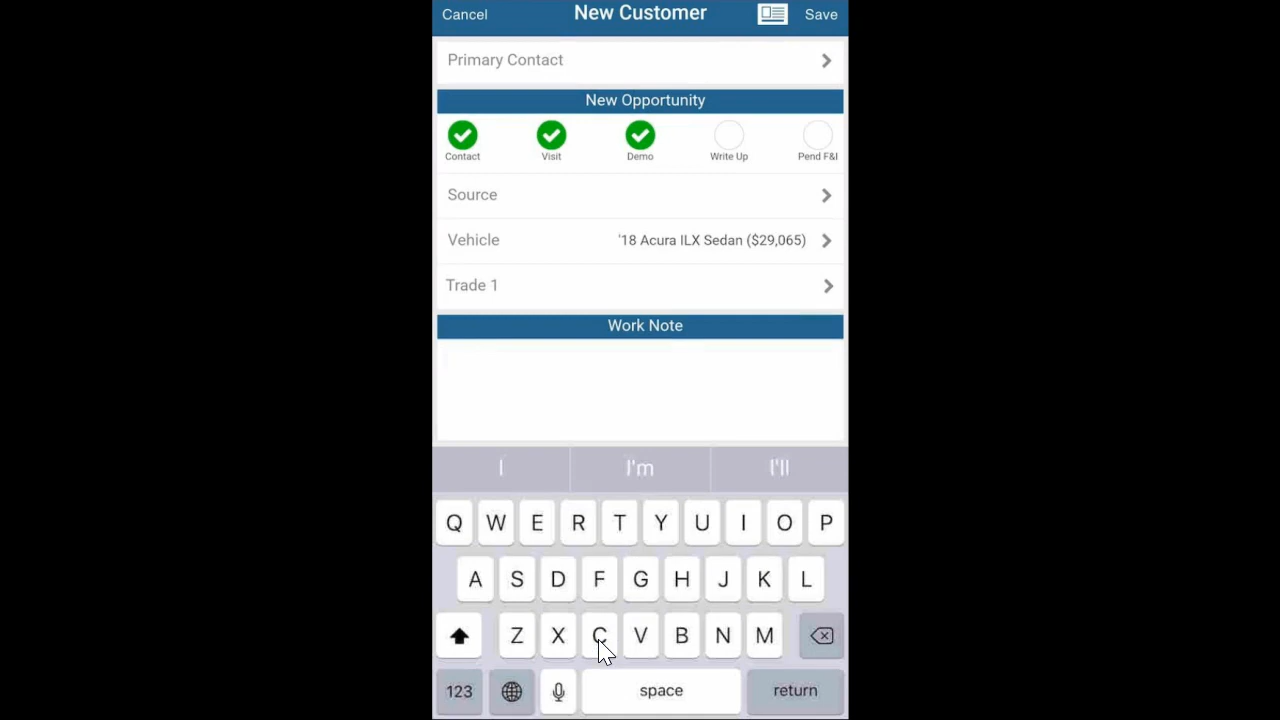 Cancel New Customer Save
Primary Contact
New Opportunity
Contact Visit Demo Write Up Pend F&I
Source
Vehicle '18 Acura ILX Sedan ($29,065)
Trade 1
Work Note
I I'm I'll
Q W E R T Y U I O P
A S D F G H J K L
Z X C V B N M
123 space return